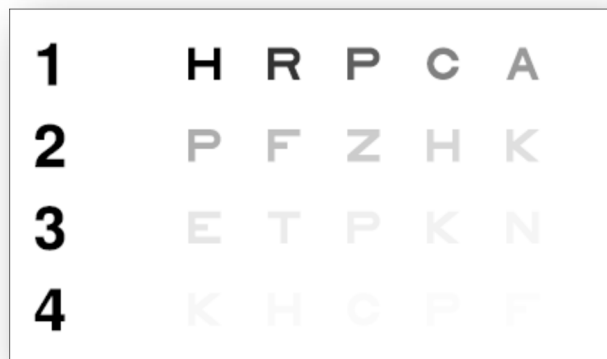 1 H R P C A
2 P F Z H K
3 E T P K N
4 K H C P F